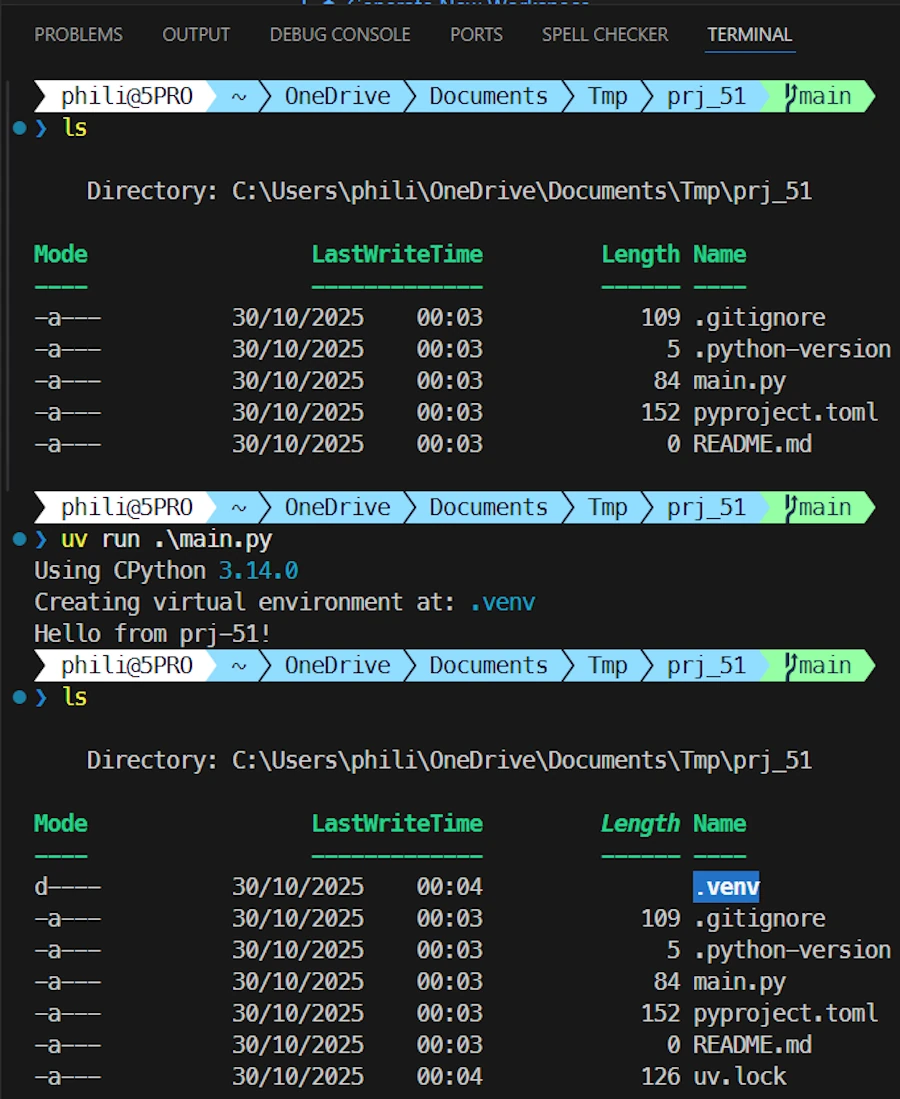 PROBLEMS OUTPUT DEBUG CONSOLE PORTS SPELL CHECKER TERMINAL
phili@5PRO ~ OneDrive Documents Tmp prj_51 main
❯ ls
Directory: C:\Users\phili\OneDrive\Documents\Tmp\prj_51
Mode LastWriteTime Length Name
---- ------------- ------ ----
-a--- 30/10/2025 00:03 109 .gitignore
-a--- 30/10/2025 00:03 5 .python-version
-a--- 30/10/2025 00:03 84 main.py
-a--- 30/10/2025 00:03 152 pyproject.toml
-a--- 30/10/2025 00:03 0 README.md
phili@5PRO ~ OneDrive Documents Tmp prj_51 main
❯ uv run .\main.py
Using CPython 3.14.0
Creating virtual environment at: .venv
Hello from prj-51!
phili@5PRO ~ OneDrive Documents Tmp prj_51 main
❯ ls
Directory: C:\Users\phili\OneDrive\Documents\Tmp\prj_51
Mode LastWriteTime Length Name
---- ------------- ------ ----
d---- 30/10/2025 00:04 .venv
-a--- 30/10/2025 00:03 109 .gitignore
-a--- 30/10/2025 00:03 5 .python-version
-a--- 30/10/2025 00:03 84 main.py
-a--- 30/10/2025 00:03 152 pyproject.toml
-a--- 30/10/2025 00:03 0 README.md
-a--- 30/10/2025 00:04 126 uv.lock